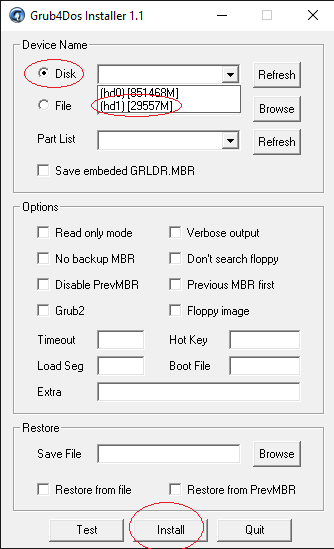 Grub4Dos Installer 1.1
Device Name
Disk
Refresh
(hd0) [851468M]
(hd1) [29557M]
File
Browse
Part List
Refresh
Save embeded GRLDR.MBR
Options
Read only mode Verbose output
No backup MBR Don't search floppy
Disable PrevMBR Previous MBR first
Grub2 Floppy image
Timeout Hot Key
Load Seg Boot File
Extra
Restore
Save File Browse
Restore from file Restore from PrevMBR
Test Install Quit